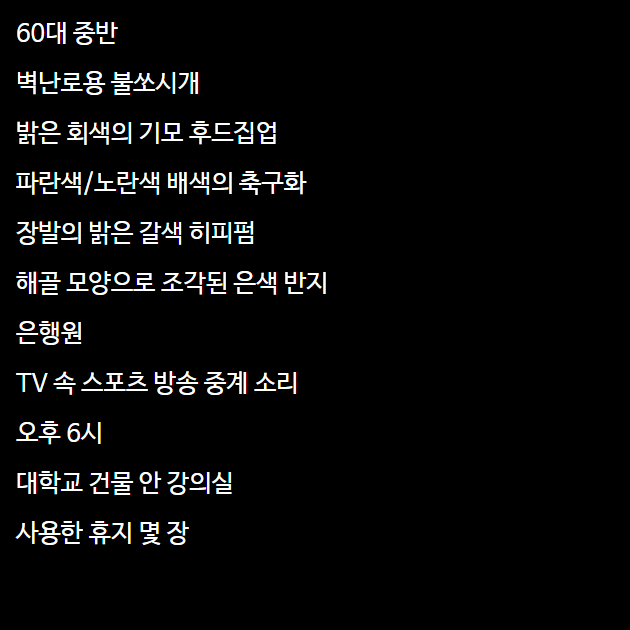 60대 중반
벽난로용 불쏘시개
밝은 회색의 기모 후드집업
파란색/노란색 배색의 축구화
장발의 밝은 갈색 히피펌
해골 모양으로 조각된 은색 반지
은행원
TV 속 스포츠 방송 중계 소리
오후 6시
대학교 건물 안 강의실
사용한 휴지 몇 장